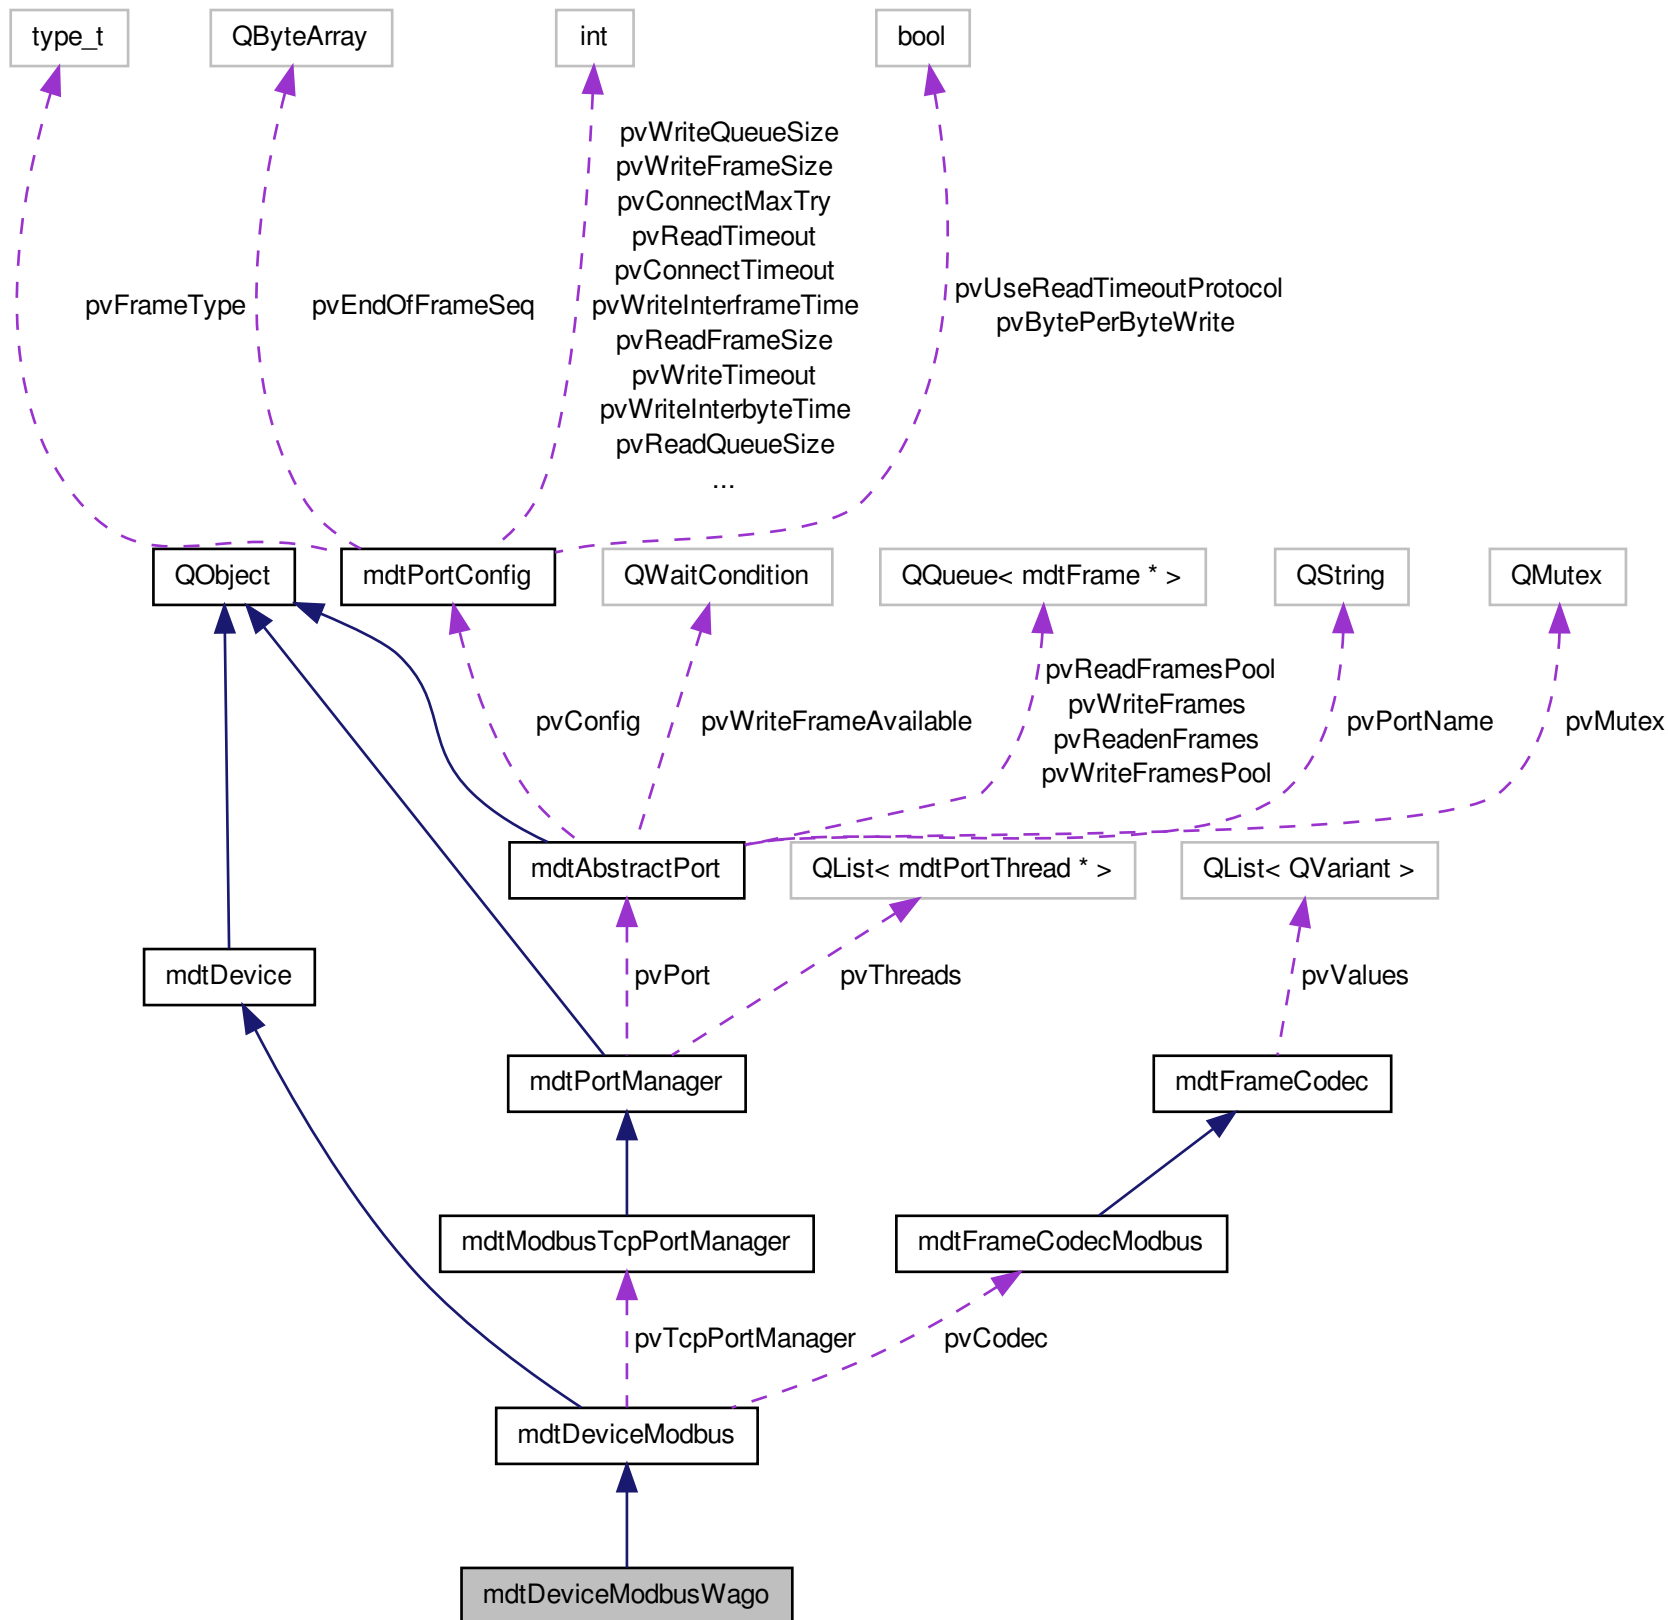 type_t
QByteArray
int
bool
pvWriteQueueSize
pvWriteFrameSize
pvConnectMaxTry
pvReadTimeout
pvConnectTimeout
pvWriteInterframeTime
pvReadFrameSize
pvWriteTimeout
pvWriteInterbyteTime
pvReadQueueSize
...
pvFrameType
pvEndOfFrameSeq
pvUseReadTimeoutProtocol
pvBytePerByteWrite
QObject
mdtPortConfig
QWaitCondition
QQueue< mdtFrame * >
QString
QMutex
pvConfig
pvWriteFrameAvailable
pvReadFramesPool
pvWriteFrames
pvReadenFrames
pvWriteFramesPool
pvPortName
pvMutex
mdtAbstractPort
QList< mdtPortThread * >
QList< QVariant >
mdtDevice
pvPort
pvThreads
pvValues
mdtPortManager
mdtFrameCodec
mdtModbusTcpPortManager
mdtFrameCodecModbus
pvTcpPortManager
pvCodec
mdtDeviceModbus
mdtDeviceModbusWago